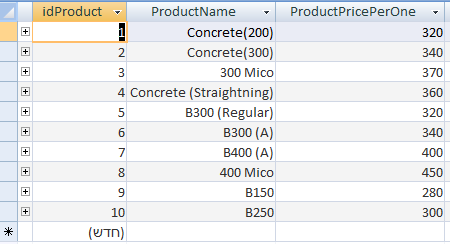 idProduct ProductName ProductPricePerOne
1 Concrete(200) 320
2 Concrete(300) 340
3 300 Mico 370
4 Concrete (Straightning) 360
5 B300 (Regular) 320
6 B300 (A) 340
7 B400 (A) 400
8 400 Mico 450
9 B150 280
10 B250 300
(חדש)